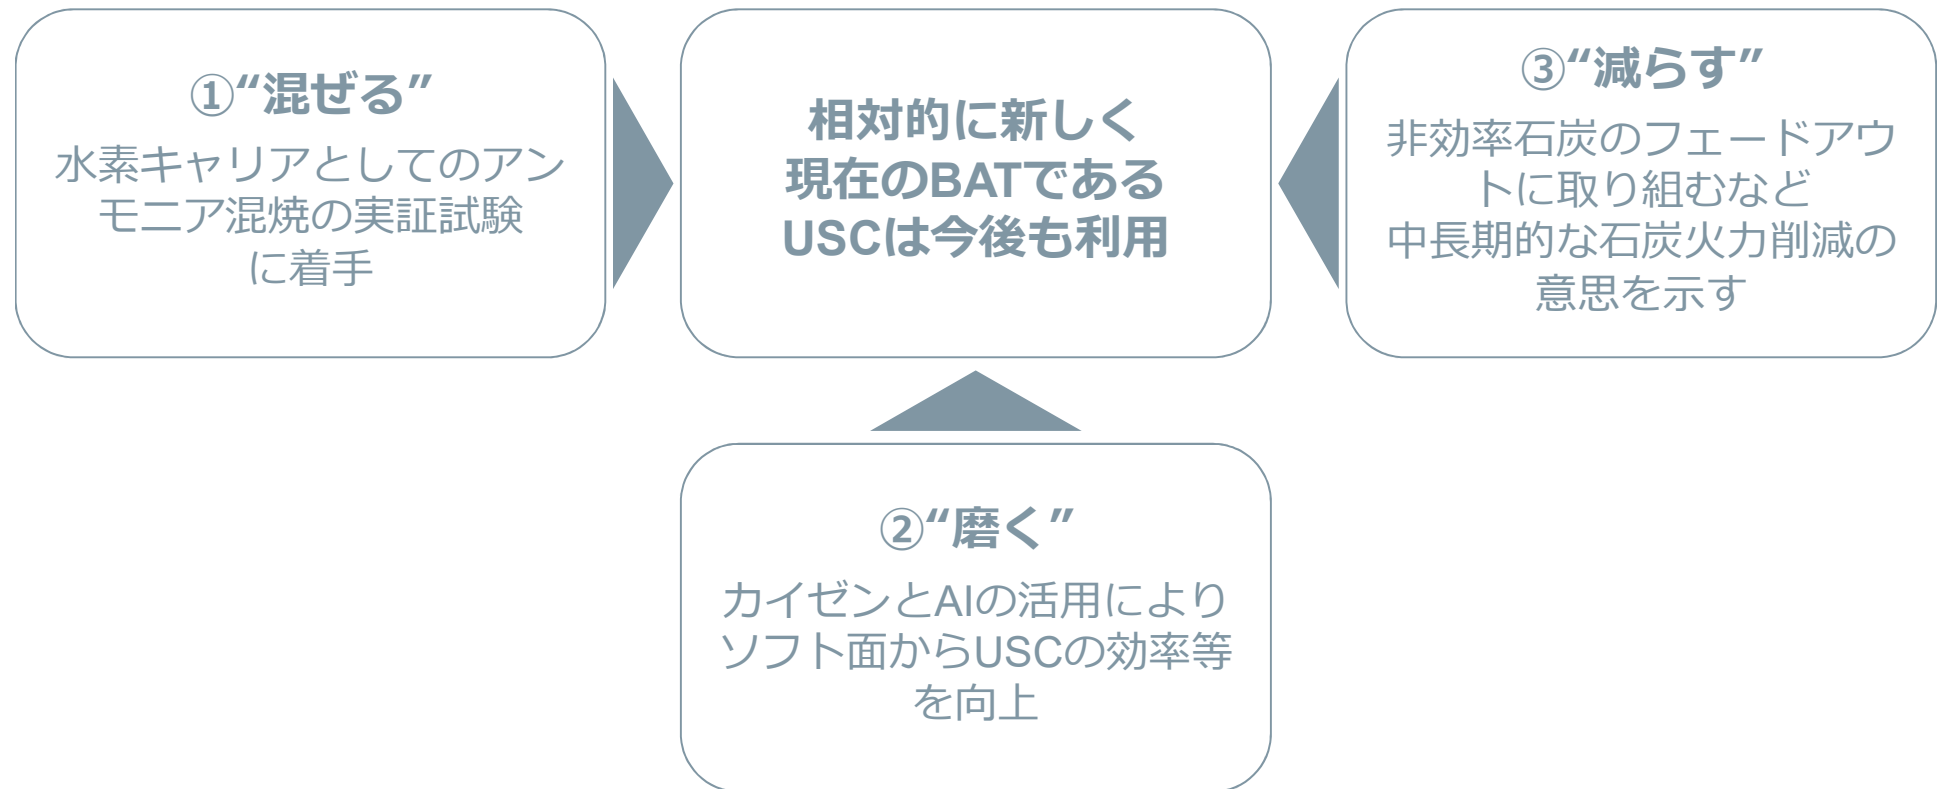 ①“混ぜる”
水素キャリアとしてのアン
モニア混焼の実証試験
に着手
相対的に新しく
現在のBATである
USCは今後も利用
③“減らす”
非効率石炭のフェードアウ
トに取り組むなど
中長期的な石炭火力削減の
意思を示す
②“磨く”
カイゼンとAIの活用により
ソフト面からUSCの効率等
を向上